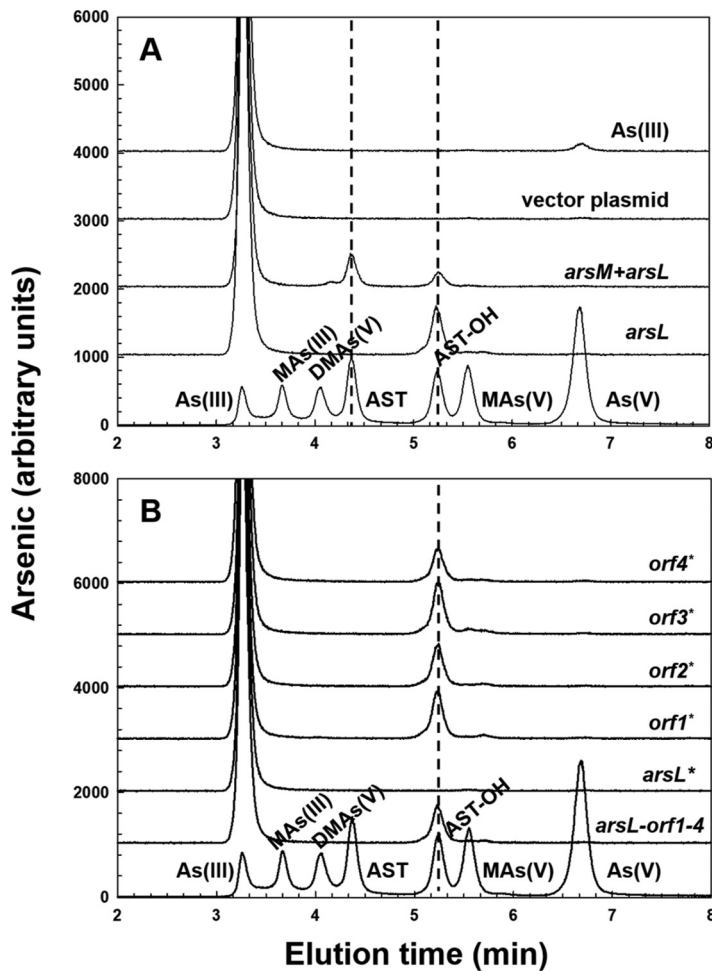 6000
A
5000
As(III)
4000
vector plasmid
3000
arsM+arsL
2000
arsL
1000
As(III) MAs(III) DMAs(V) AST AST-OH MAs(V) As(V)
0
2 3 4 5 6 7 8
8000
B
orf4*
6000
orf3*
orf2*
4000
orf1*
arsL*
2000
arsL-orf1-4
As(III) MAs(III) DMAs(V) AST AST-OH MAs(V) As(V)
0
2 3 4 5 6 7 8
Arsenic (arbitrary units)
Elution time (min)